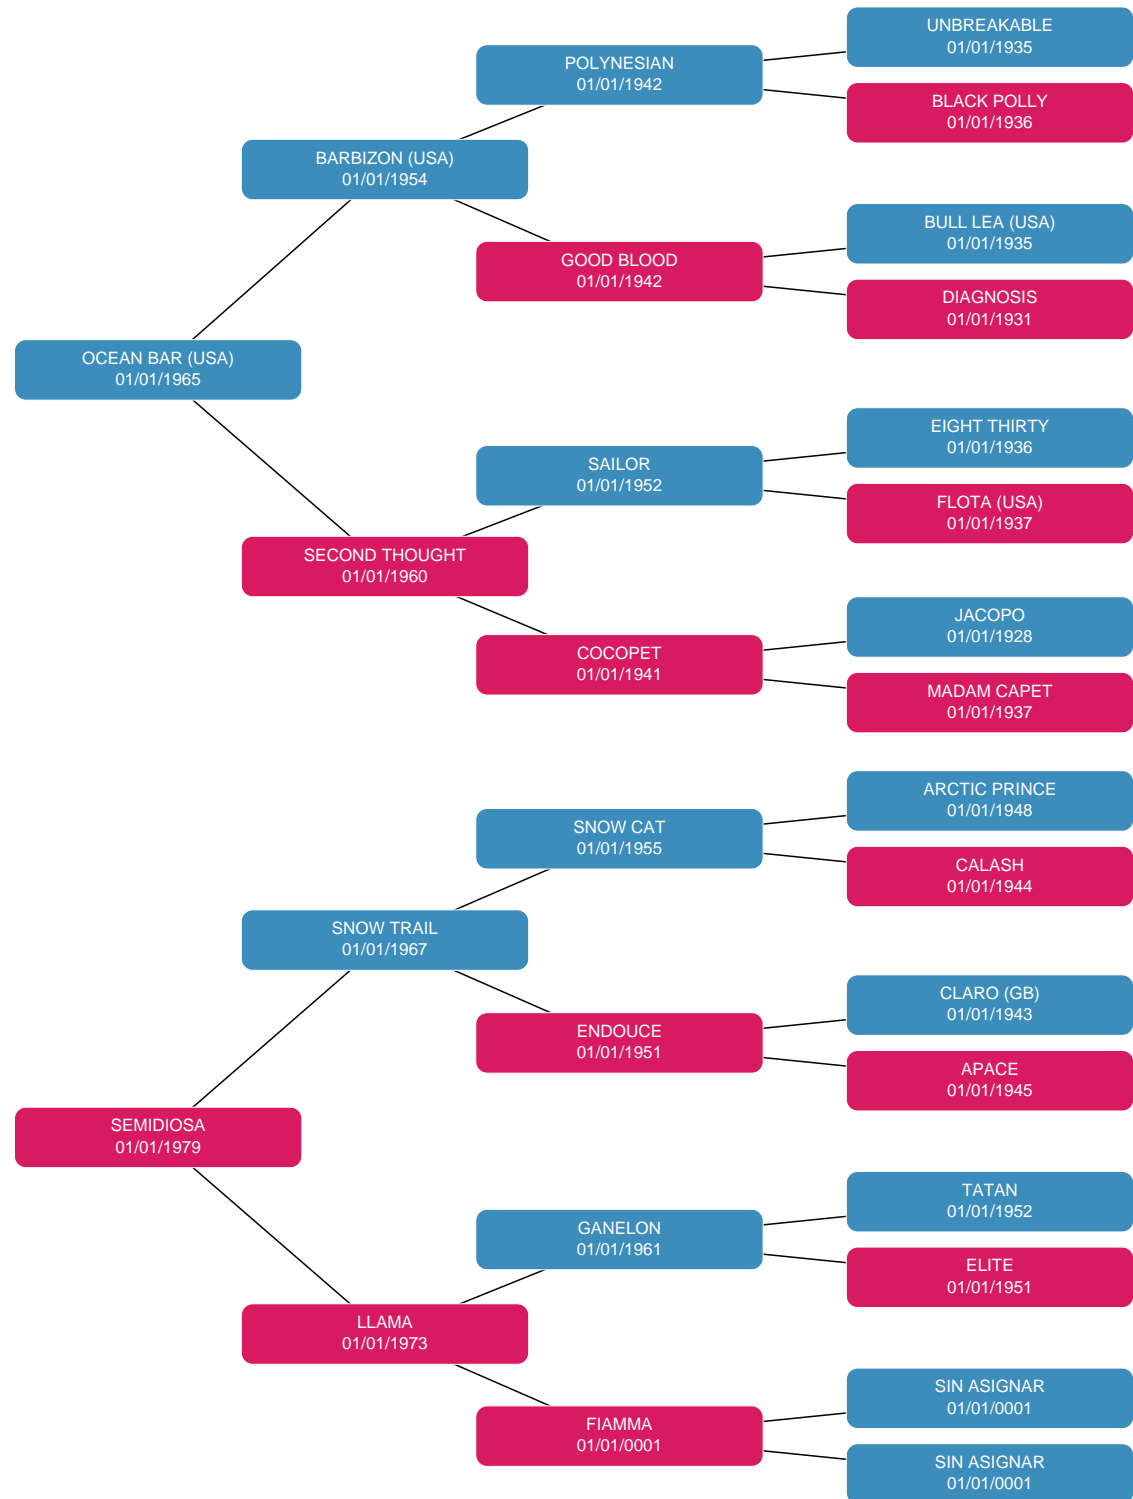 UNBREAKABLE
01/01/1935
POLYNESIAN
01/01/1942
BLACK POLLY
01/01/1936
BARBIZON (USA)
01/01/1954
BULL LEA (USA)
01/01/1935
GOOD BLOOD
01/01/1942
DIAGNOSIS
01/01/1931
OCEAN BAR (USA)
01/01/1965
EIGHT THIRTY
01/01/1936
SAILOR
01/01/1952
FLOTA (USA)
01/01/1937
SECOND THOUGHT
01/01/1960
JACOPO
01/01/1928
COCOPET
01/01/1941
MADAM CAPET
01/01/1937
ARCTIC PRINCE
01/01/1948
SNOW CAT
01/01/1955
CALASH
01/01/1944
SNOW TRAIL
01/01/1967
CLARO (GB)
01/01/1943
ENDOUCE
01/01/1951
APACE
01/01/1945
SEMIDIOSA
01/01/1979
TATAN
01/01/1952
GANELON
01/01/1961
ELITE
01/01/1951
LLAMA
01/01/1973
SIN ASIGNAR
01/01/0001
FIAMMA
01/01/0001
SIN ASIGNAR
01/01/0001